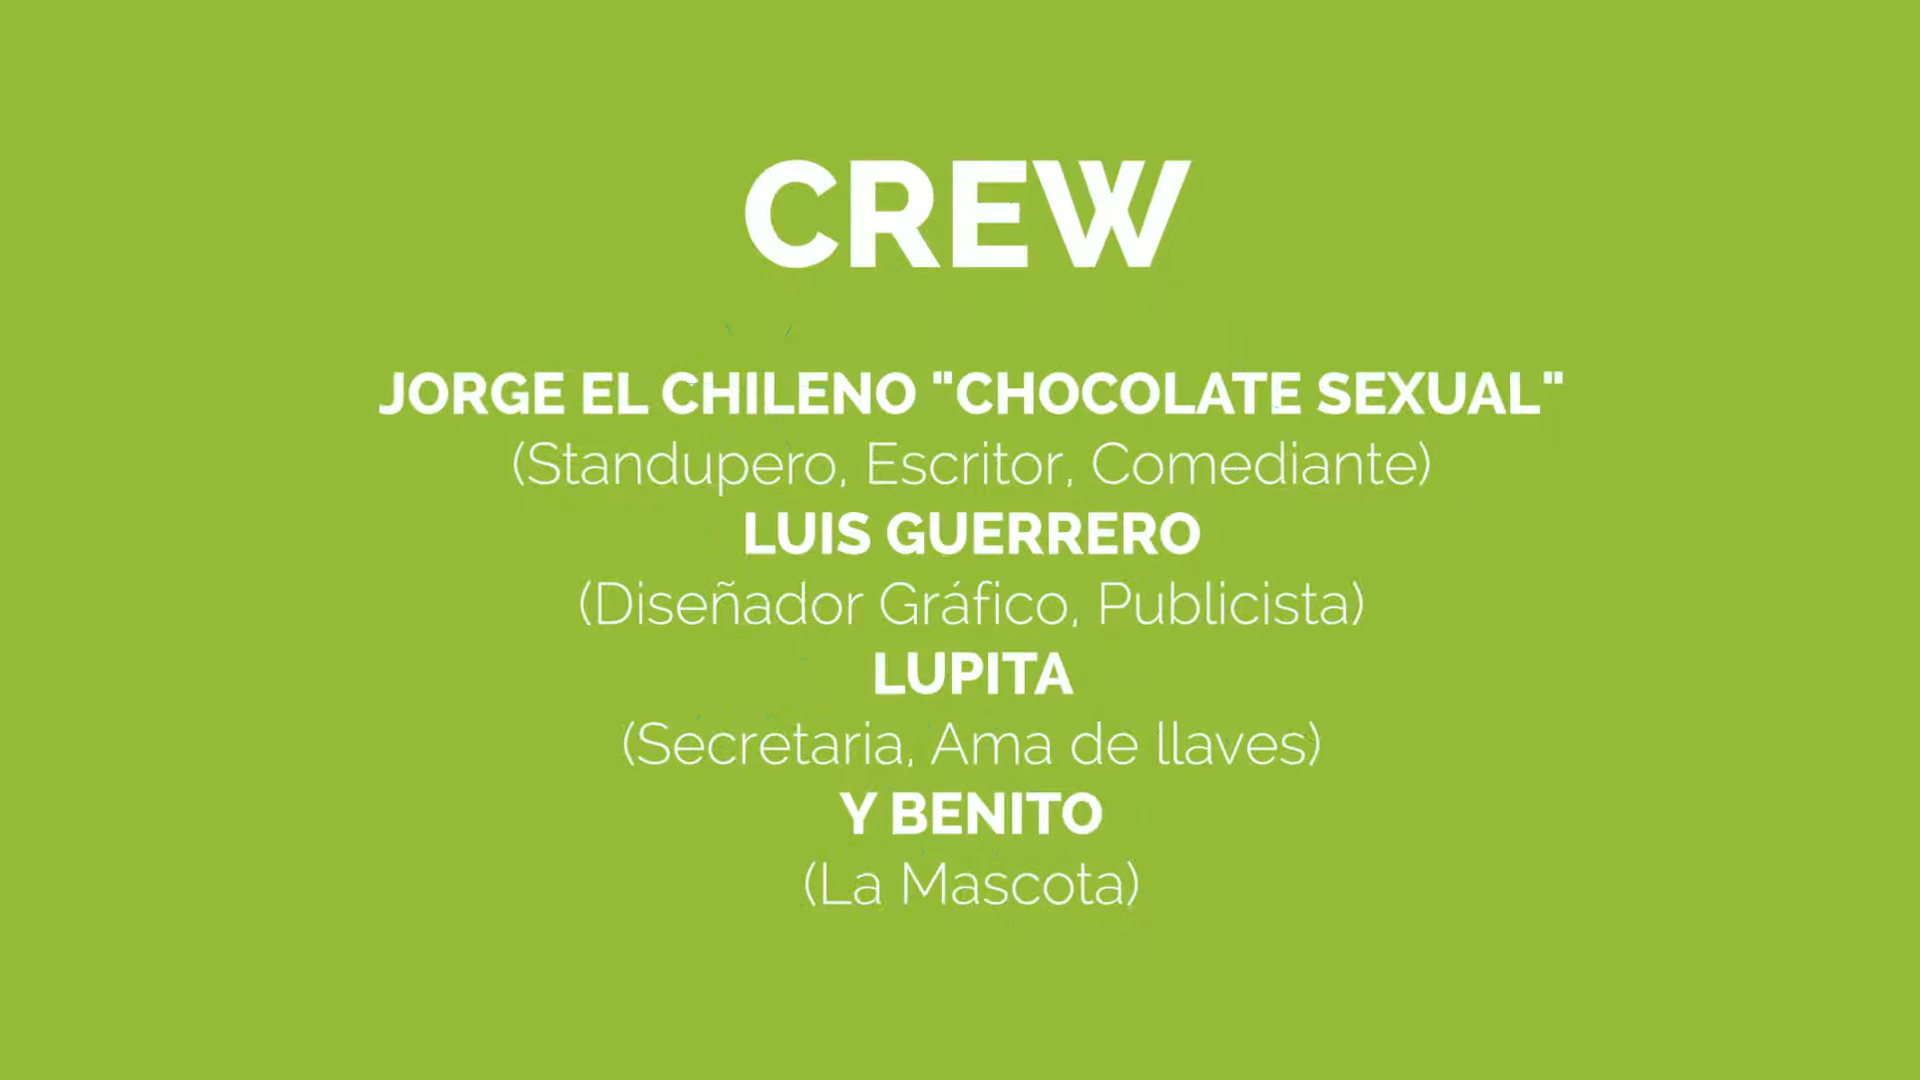 CREW
JORGE EL CHILENO "CHOCOLATE SEXUAL"
(Standupero, Escritor, Comediante)
LUIS GUERRERO
(Diseñador Gráfico, Publicista)
LUPITA
(Secretaria, Ama de llaves)
Y BENITO
(La Mascota)